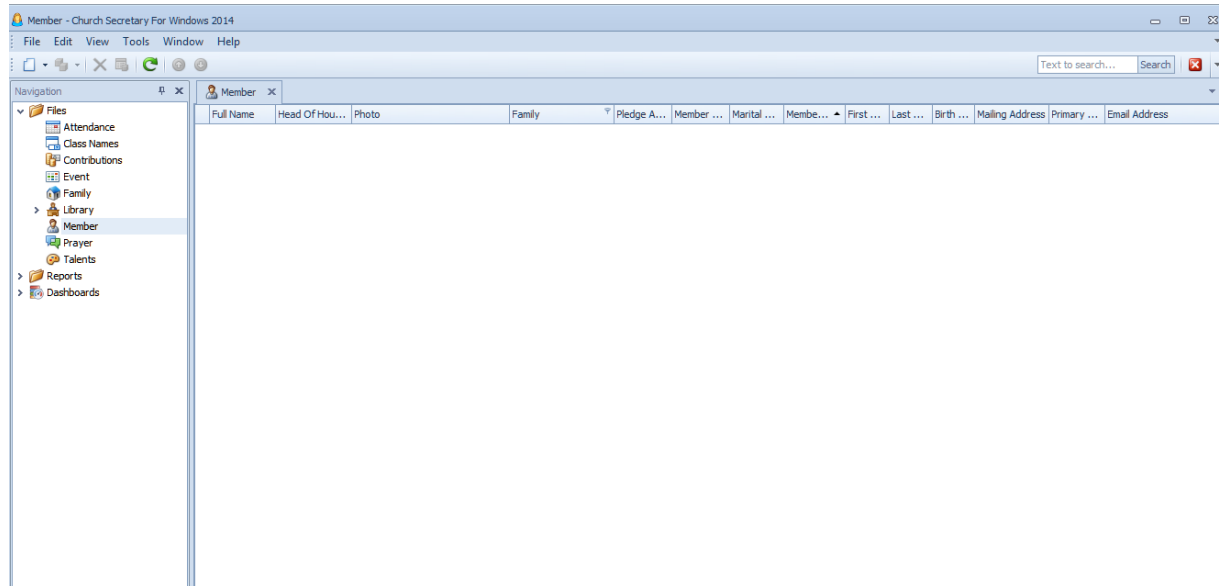 Member - Church Secretary For Windows 2014
File Edit View Tools Window Help
Text to search... Search
Navigation
Member
Files
Full Name Head Of Hou... Photo Family Pledge A... Member ... Marital ... Membe... First ... Last ... Birth ... Mailing Address Primary ... Email Address
Attendance
Class Names
Contributions
Event
Family
Library
Member
Prayer
Talents
Reports
Dashboards